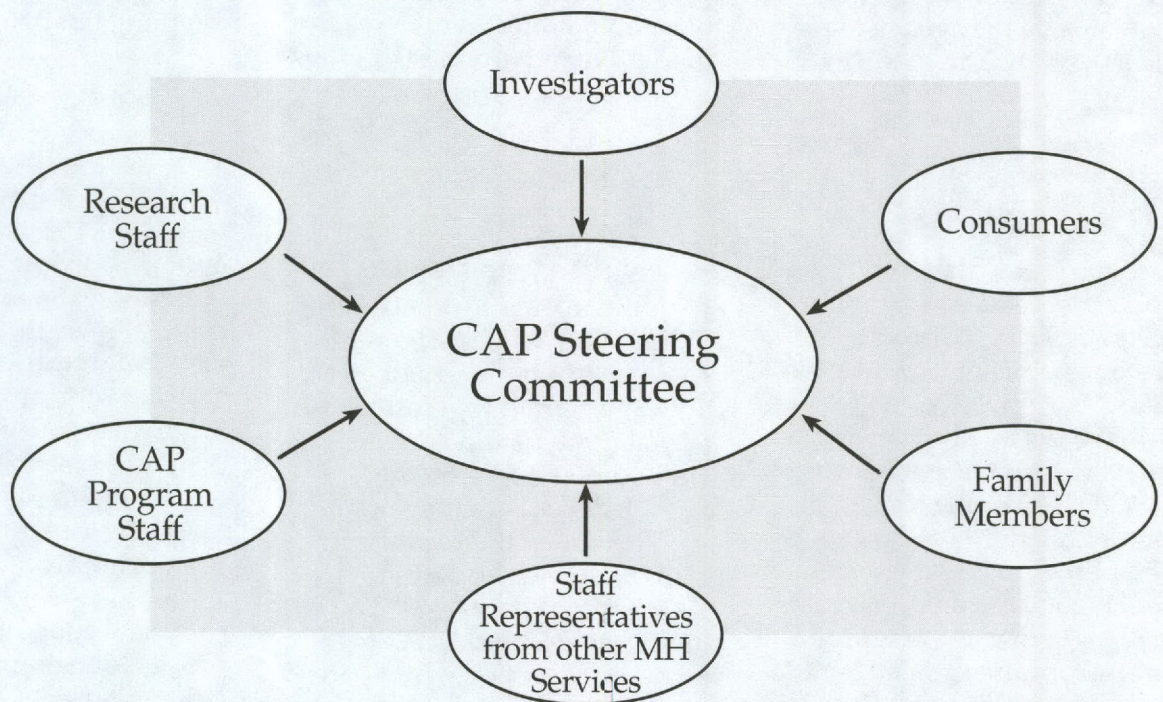 Investigators
Research
Staff
Consumers
CAP Steering
Committee
CAP
Program
Staff
Family
Members
Staff
Representatives
from other MH
Services